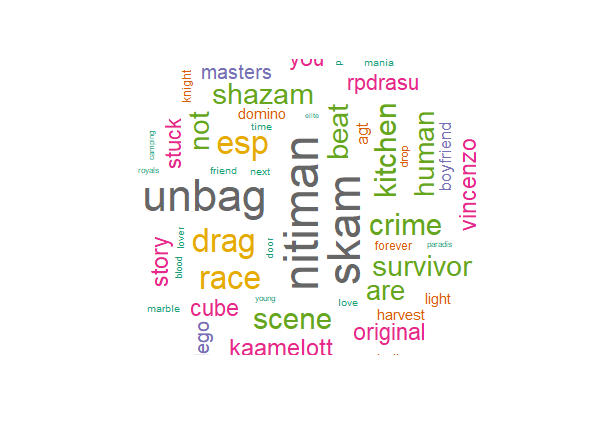 you
p
mania
masters
knight
rpdrasu
shazam
domino
elite
time
not
stuck
esp
beat
agt
kitchen
drop
human
boyfriend
vincenzo
camping
royals
friend
next
unbag
nitiman
skam
crime
forever
paradis
survivor
drag
story
blood
lover
door
race
are
light
young
love
marble
cube
scene
harvest
original
ego
kaamelott